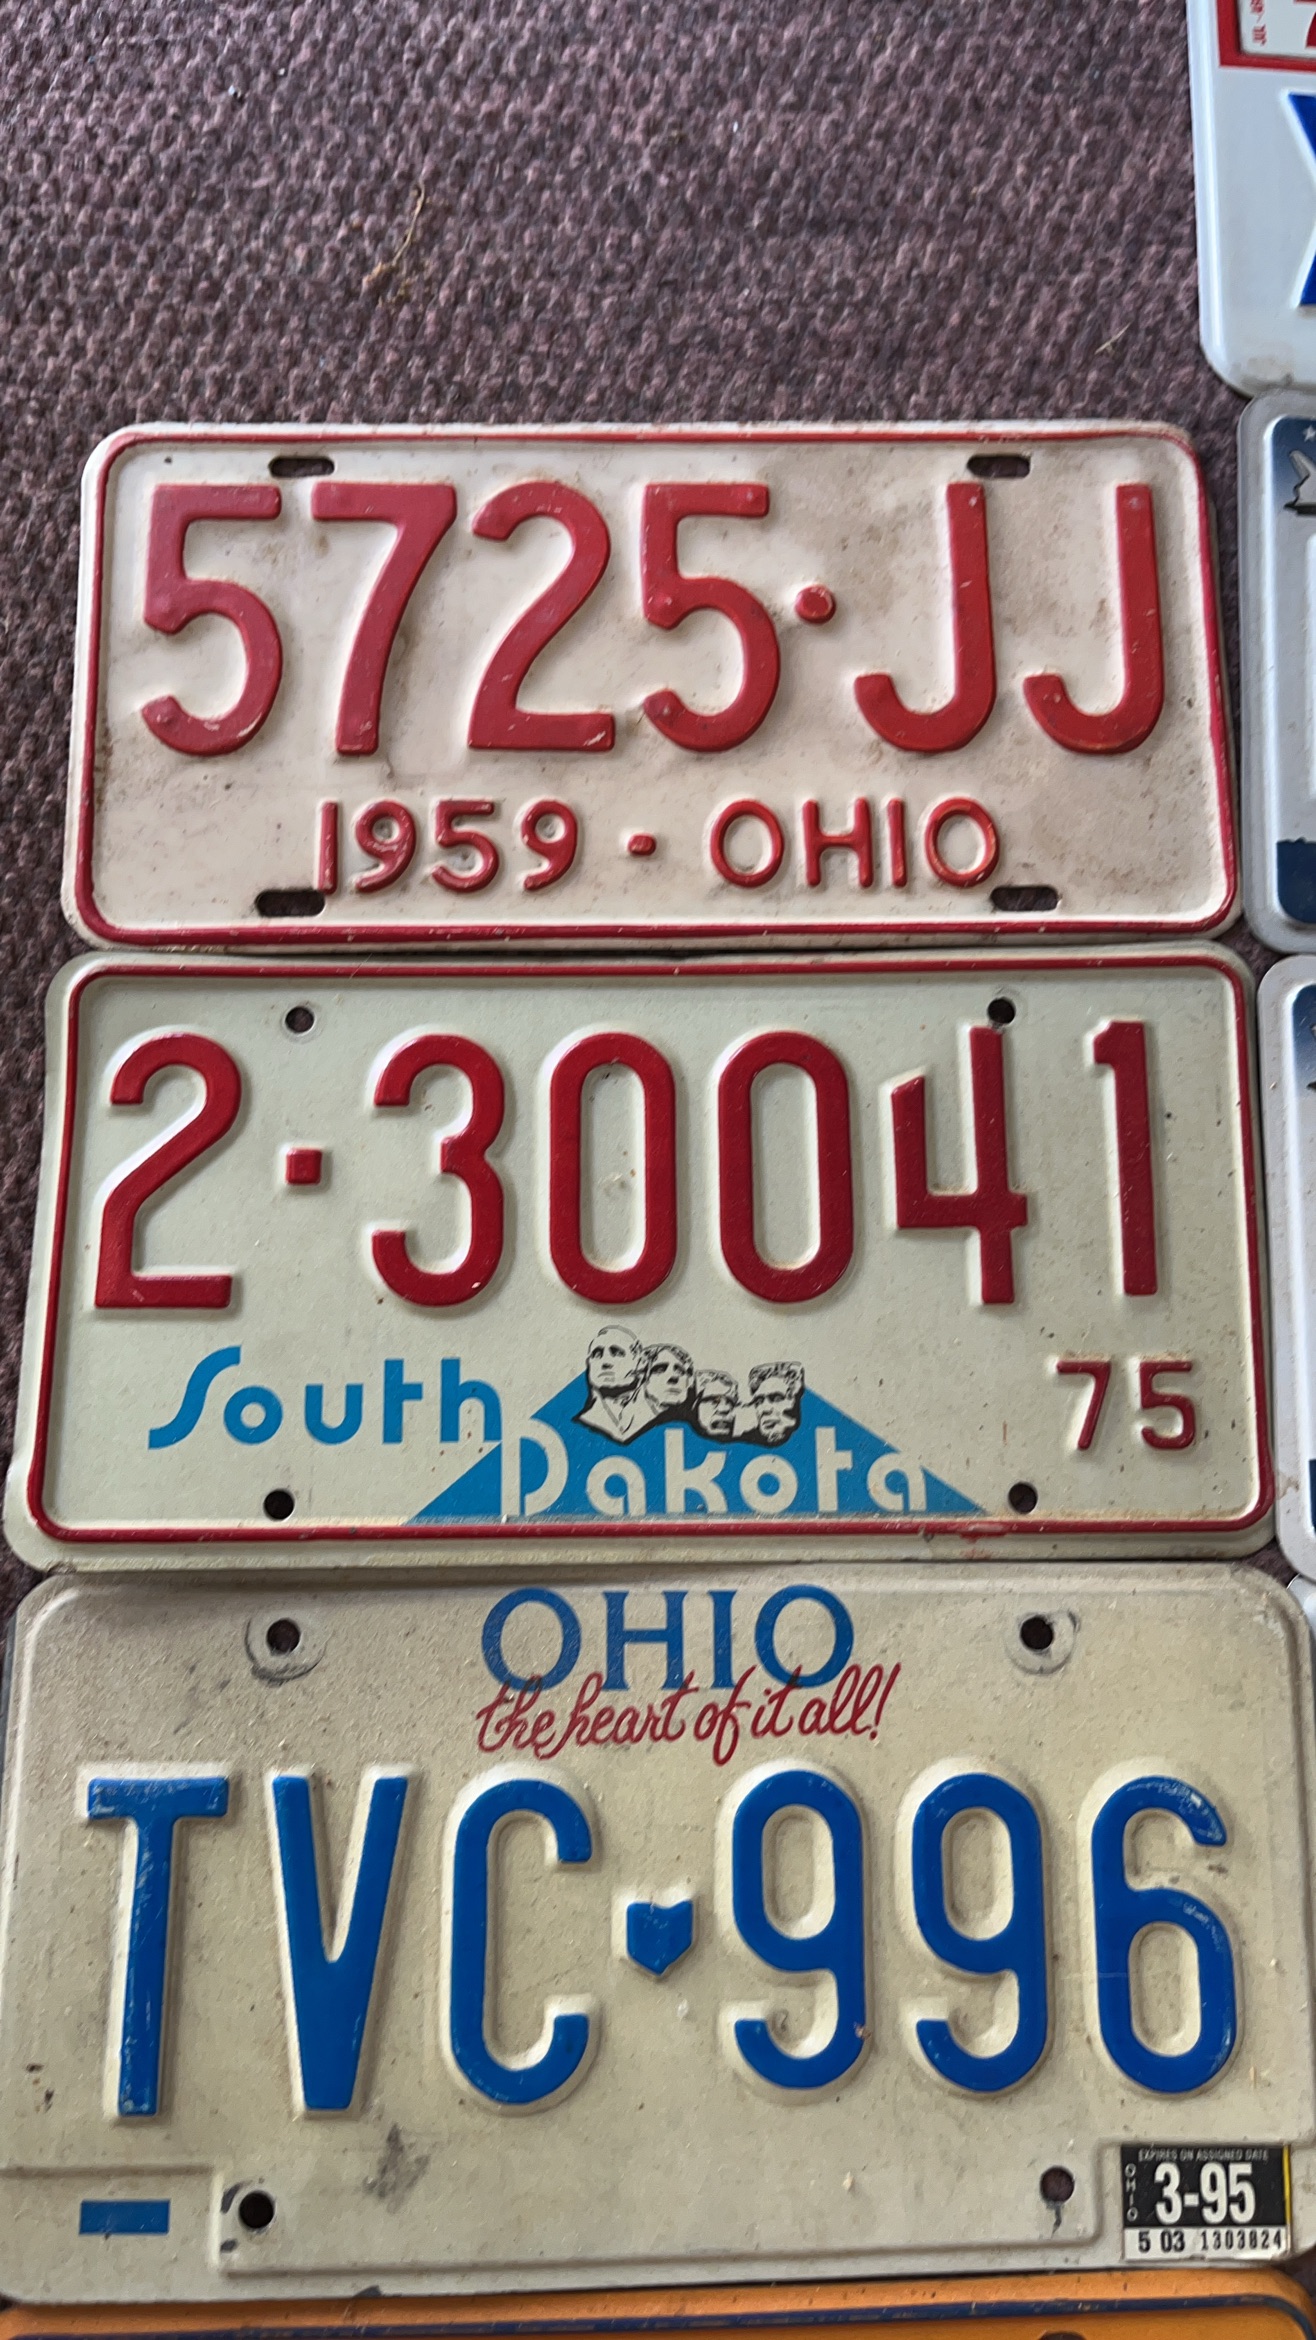 5725·JJ
1959·OHIO
2·30041
South
Dakota
75
OHIO
the heart of it all!
TVC 996
EXPIRES ON ASSIGNED DATE
OHIO
3-95
5 03 1303824